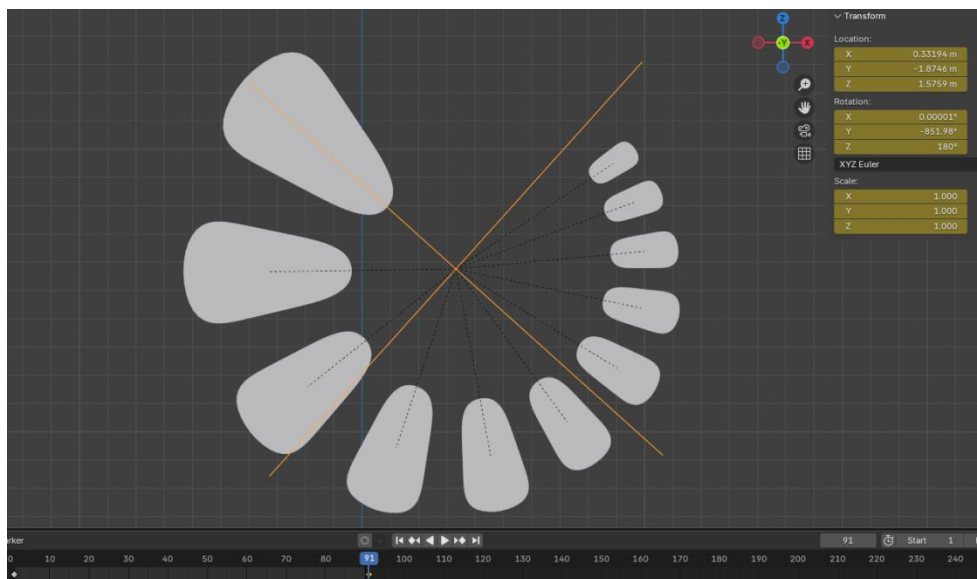 Transform
Location:
X 0.33194 m
Y -1.8746 m
Z 1.5759 m
Rotation:
X 0.00001°
Y -851.98°
Z 180°
XYZ Euler
Scale:
X 1.000
Y 1.000
Z 1.000
Z
-Y
X
rker
91
Start 1
0 10 20 30 40 50 60 70 80 91 100 110 120 130 140 150 160 170 180 190 200 210 220 230 240